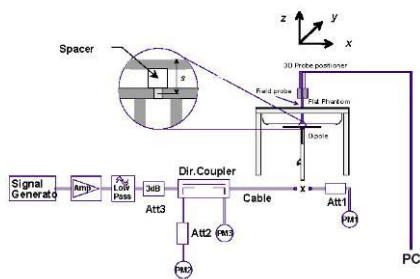 z
y
x
Spacer
s
3D Probe positioner
Field probe
Flat Phantom
Dipole
Dir.Coupler
Signal
Generato
Amp
Low
Pass
3dB
Att3
Cable
x
Att1
Att2
PM3
PM1
PM2
PC